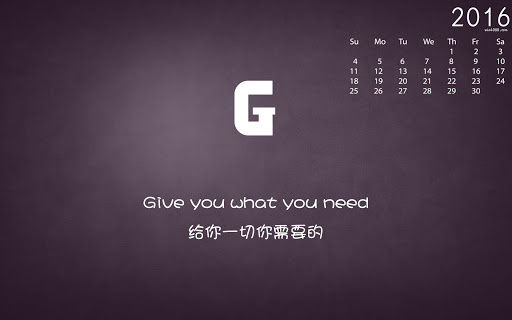 2016
Su Mo Tu We Th Fr Sa
1 2 3
4 5 6 7 8 9 10
11 12 13 14 15 16 17
18 19 20 21 22 23 24
25 26 27 28 29 30
G
Give you what you need
给你一切你需要的